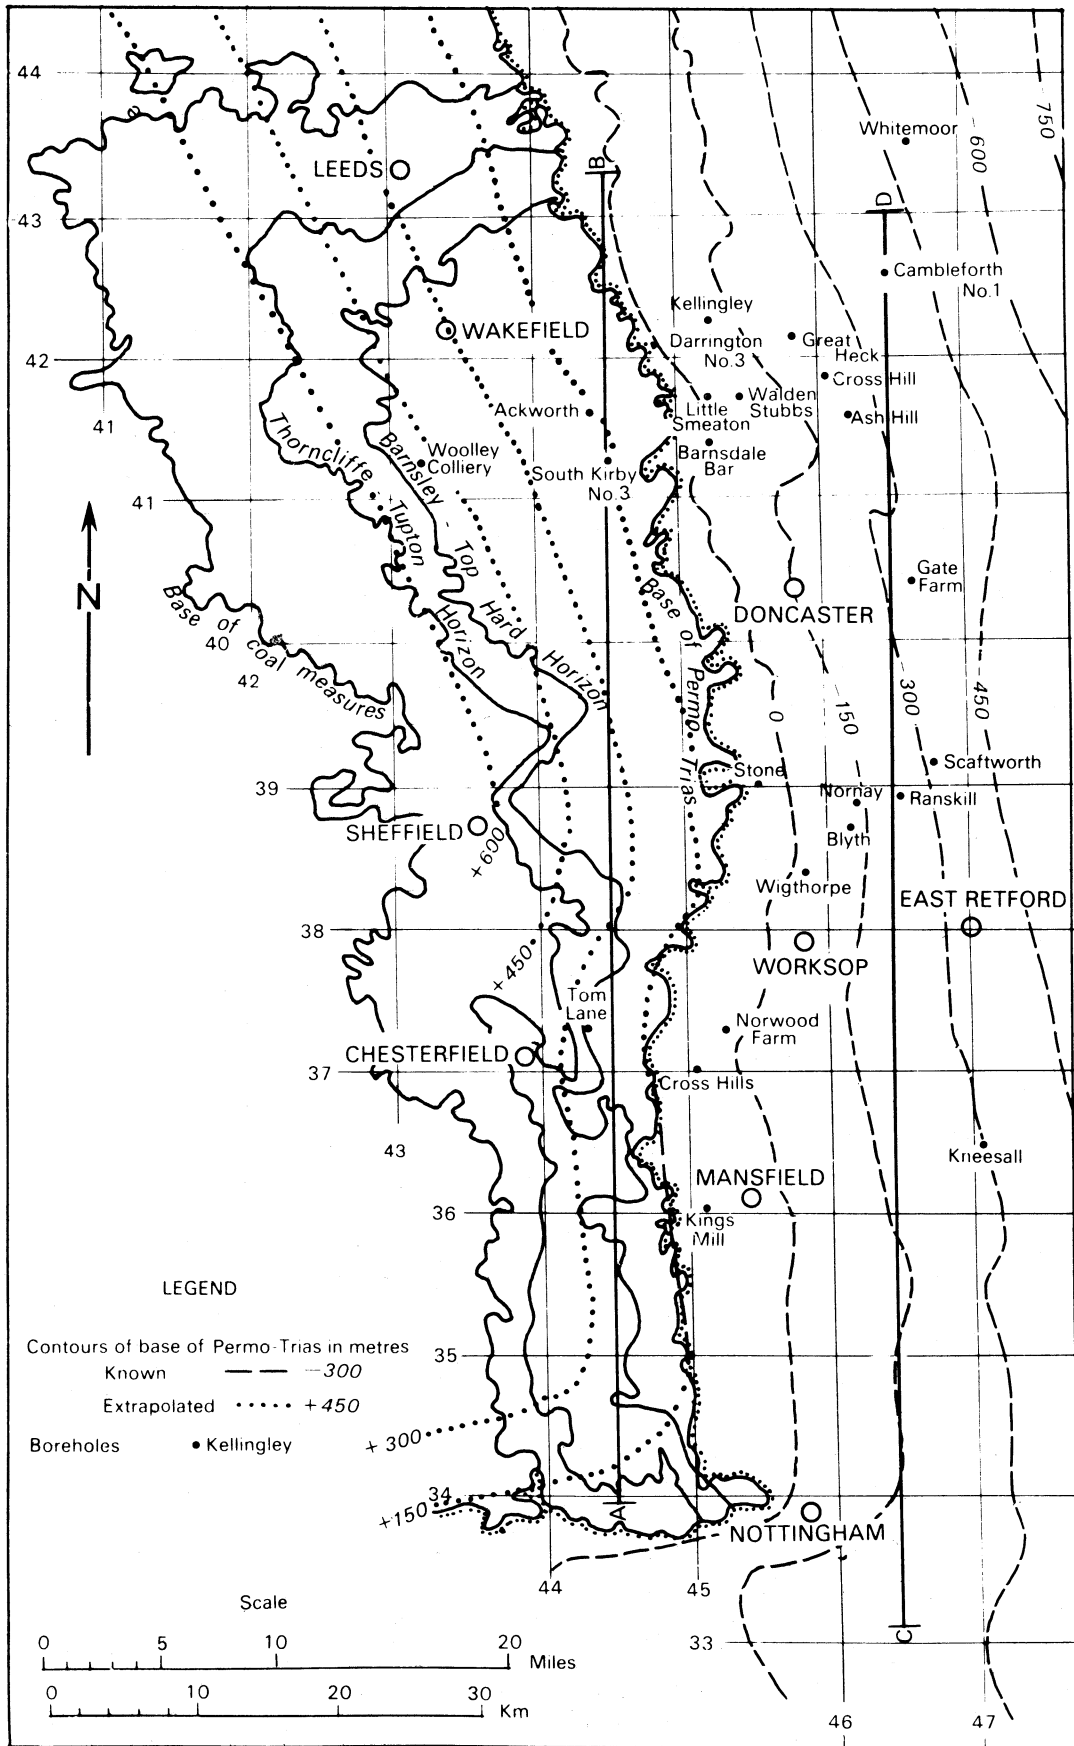 44
Whitemoor
600
750
LEEDS
B
43
D
Cambleforth
No.1
Kellingley
WAKEFIELD
Darrington
No.3
Great
Heck
42
Cross Hill
Ackworth
Little
Smeaton
Walden
Stubbs
Ash Hill
41
Thorncliffe
Barnsley
Woolley
Colliery
Barnsdale
Bar
South Kirby
No.3
41
Tupton
Top
Hard
Horizon
Horizon
Gate
Farm
N
Base of coal measures
Base of Permo Trias
DONCASTER
40
42
0
150
300
450
39
Stone
Scaftworth
Nornay
Ranskill
SHEFFIELD
Blyth
+600
Wigthorpe
EAST RETFORD
38
+450
WORKSOP
Tom
Lane
Norwood
Farm
CHESTERFIELD
37
Cross Hills
43
Kneesall
MANSFIELD
36
Kings
Mill
LEGEND
Contours of base of Permo-Trias in metres
Known -300
35
Extrapolated +450
Boreholes Kellingley
+300
34
+150
A
NOTTINGHAM
44
45
Scale
C
0 5 10 20 Miles
33
0 10 20 30 Km
46
47